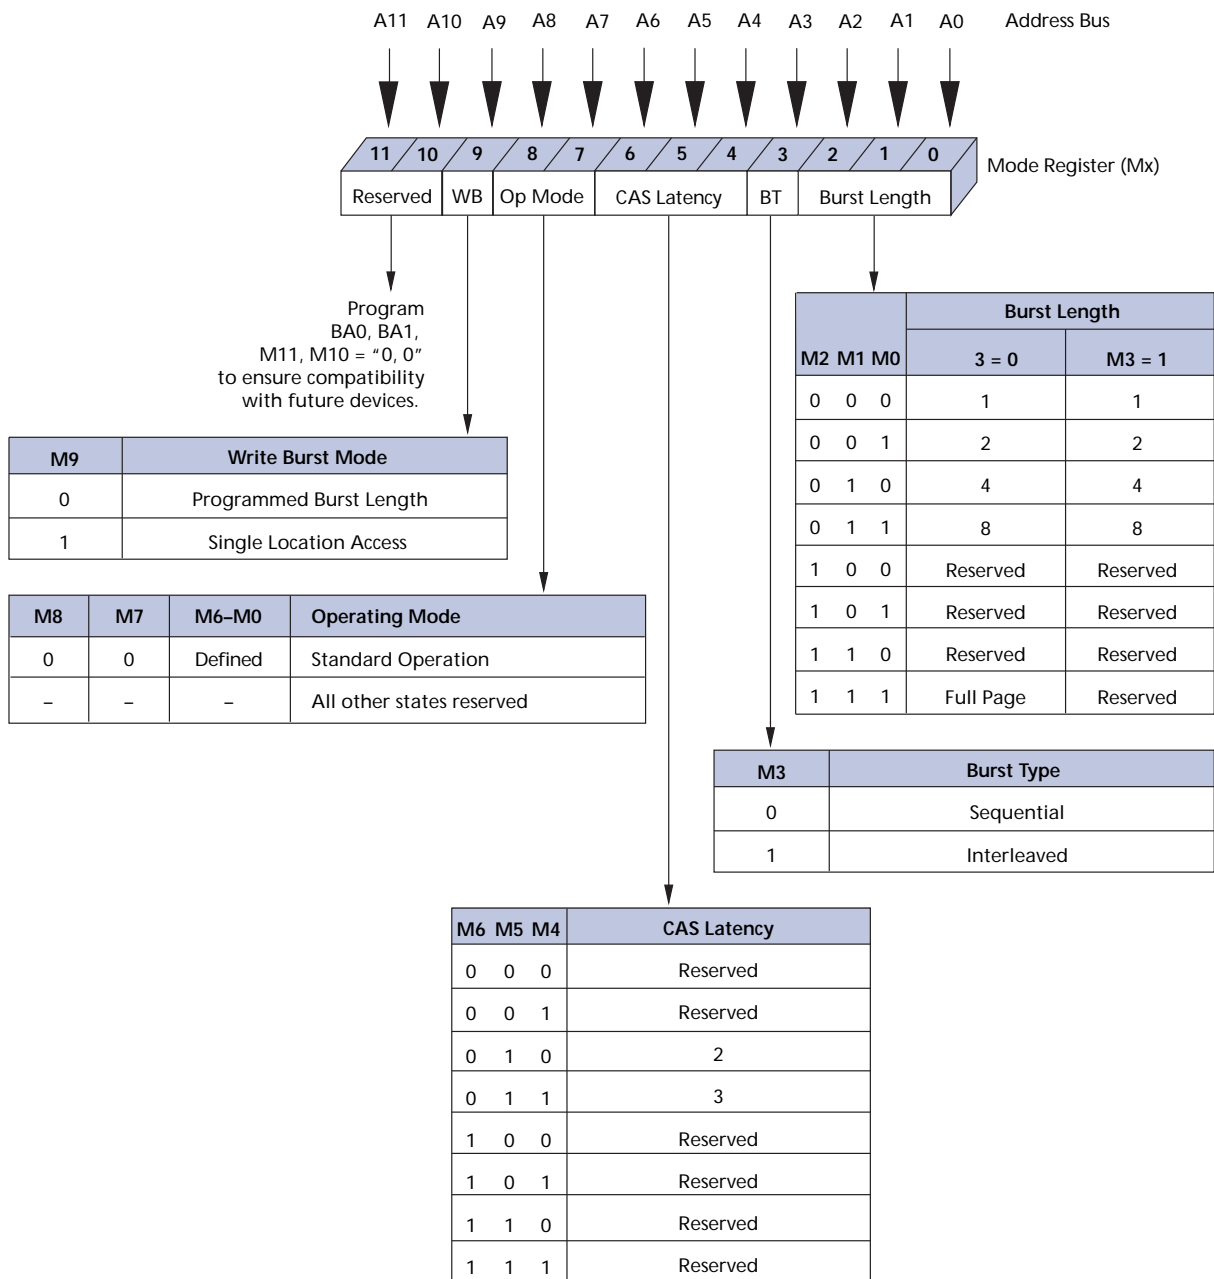 A11 A10 A9 A8 A7 A6 A5 A4 A3 A2 A1 A0 Address Bus
11 10 9 8 7 6 5 4 3 2 1 0
Mode Register (Mx)
Reserved WB Op Mode CAS Latency BT Burst Length
Program
BA0, BA1,
M11, M10 = “0, 0”
to ensure compatibility
with future devices.
Burst Length
M2 M1 M0 3 = 0 M3 = 1
0 0 0 1 1
0 0 1 2 2
0 1 0 4 4
0 1 1 8 8
1 0 0 Reserved Reserved
1 0 1 Reserved Reserved
1 1 0 Reserved Reserved
1 1 1 Full Page Reserved
M9 Write Burst Mode
0 Programmed Burst Length
1 Single Location Access
M8 M7 M6–M0 Operating Mode
0 0 Defined Standard Operation
– – – All other states reserved
M3 Burst Type
0 Sequential
1 Interleaved
M6 M5 M4 CAS Latency
0 0 0 Reserved
0 0 1 Reserved
0 1 0 2
0 1 1 3
1 0 0 Reserved
1 0 1 Reserved
1 1 0 Reserved
1 1 1 Reserved